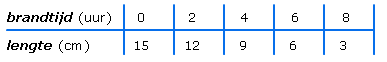 brandtijd (uur) 0 2 4 6 8
lengte (cm) 15 12 9 6 3